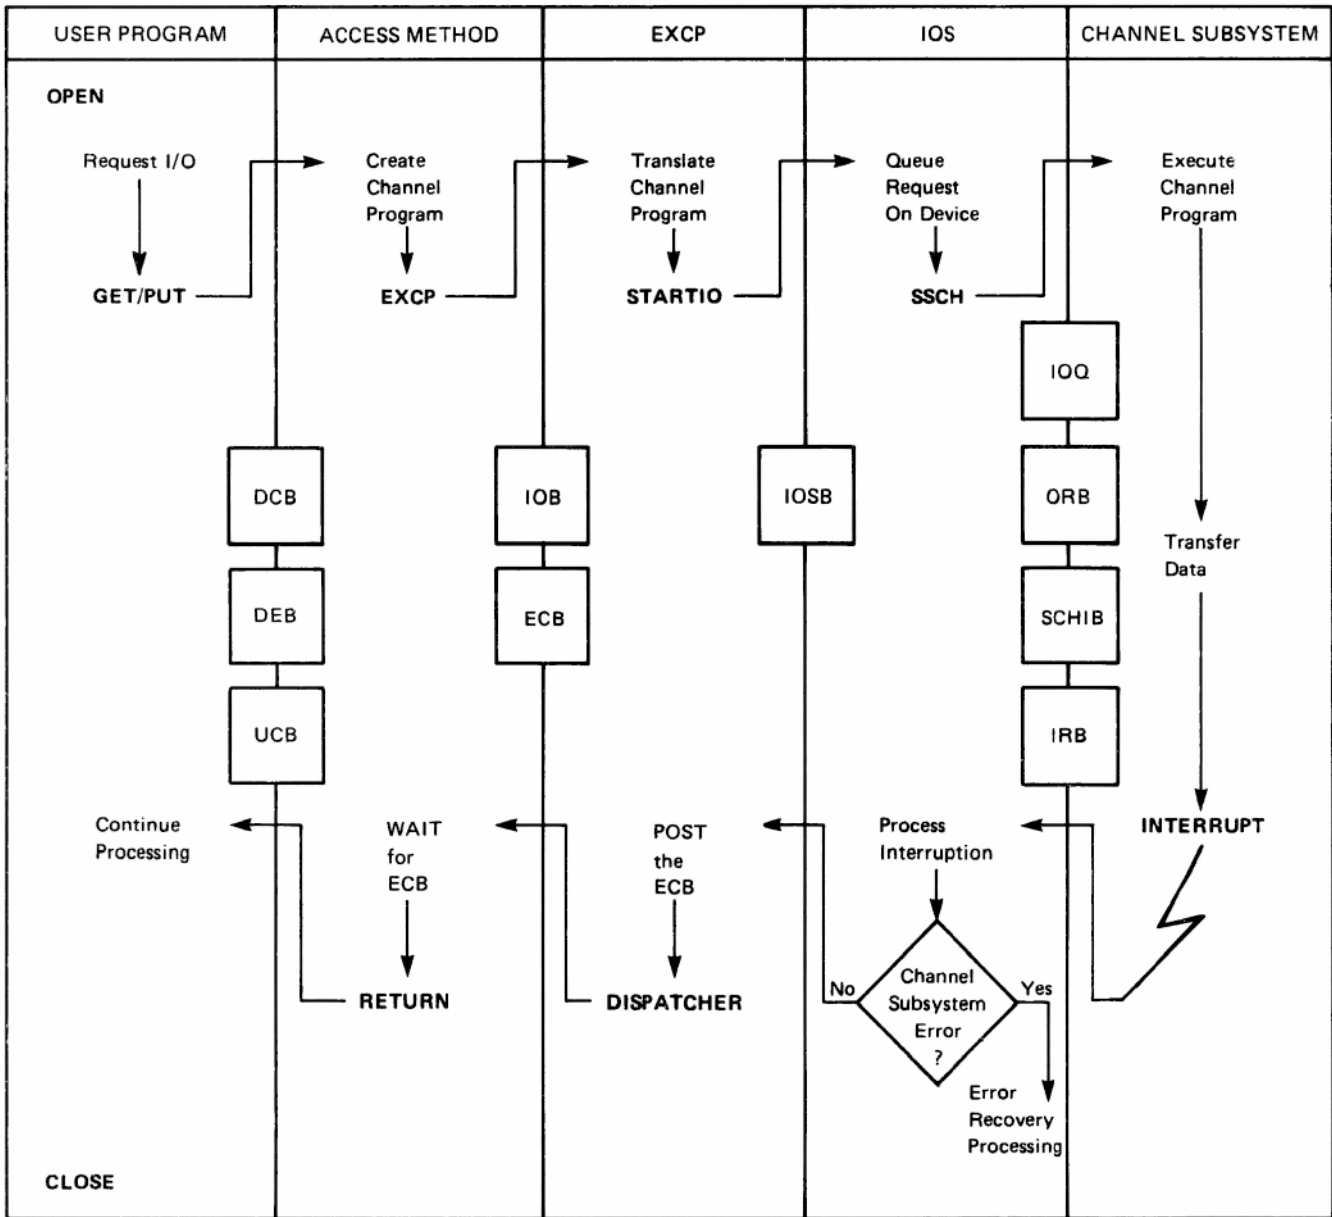 USER PROGRAM
ACCESS METHOD
EXCP
IOS
CHANNEL SUBSYSTEM
OPEN
Request I/O
GET/PUT
Create
Channel
Program
EXCP
Translate
Channel
Program
STARTIO
Queue
Request
On Device
SSCH
Execute
Channel
Program
IOQ
DCB
IOB
IOSB
ORB
Transfer
Data
DEB
ECB
SCHIB
UCB
IRB
Continue
Processing
WAIT
for
ECB
RETURN
POST
the
ECB
DISPATCHER
Process
Interruption
INTERRUPT
No
Channel
Subsystem
Error
?
Yes
Error
Recovery
Processing
CLOSE